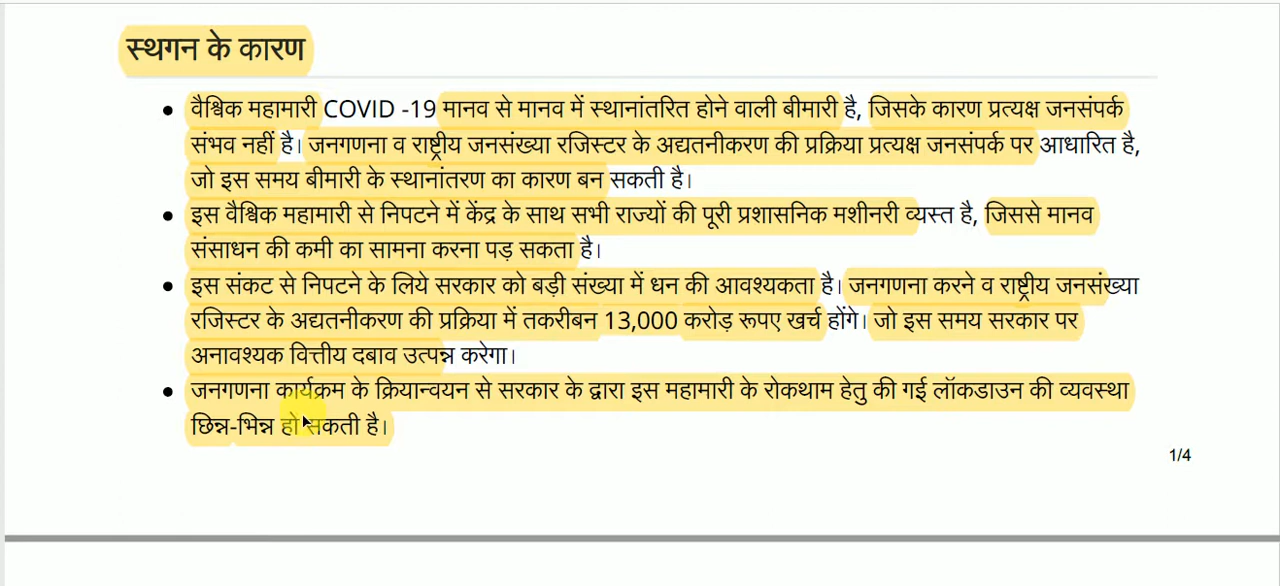 स्थगन के कारण
• वैश्विक महामारी COVID -19 मानव से मानव में स्थानांतरित होने वाली बीमारी है, जिसके कारण प्रत्यक्ष जनसंपर्क
संभव नहीं है। जनगणना व राष्ट्रीय जनसंख्या रजिस्टर के अद्यतनीकरण की प्रक्रिया प्रत्यक्ष जनसंपर्क पर आधारित है,
जो इस समय बीमारी के स्थानांतरण का कारण बन सकती है।
• इस वैश्विक महामारी से निपटने में केंद्र के साथ सभी राज्यों की पूरी प्रशासनिक मशीनरी व्यस्त है, जिससे मानव
संसाधन की कमी का सामना करना पड़ सकता है।
• इस संकट से निपटने के लिये सरकार को बड़ी संख्या में धन की आवश्यकता है। जनगणना करने व राष्ट्रीय जनसंख्या
रजिस्टर के अद्यतनीकरण की प्रक्रिया में तकरीबन 13,000 करोड़ रूपए खर्च होंगे। जो इस समय सरकार पर
अनावश्यक वित्तीय दबाव उत्पन्न करेगा।
• जनगणना कार्यक्रम के क्रियान्वयन से सरकार के द्वारा इस महामारी के रोकथाम हेतु की गई लॉकडाउन की व्यवस्था
छिन्न-भिन्न हो सकती है।
1/4